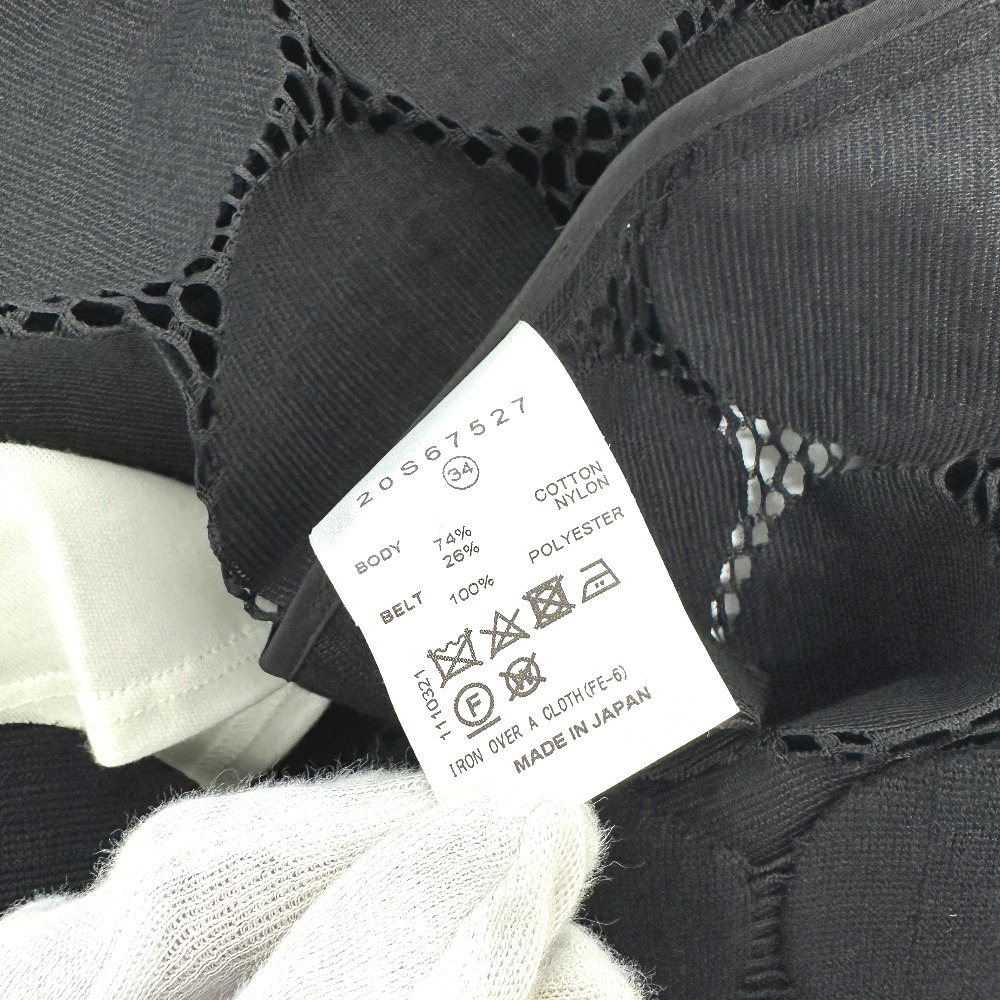 20S67527
34
BODY 74% COTTON
26% NYLON
BELT 100% POLYESTER
1110321
F W
IRON OVER A CLOTH(FE-6)
MADE IN JAPAN